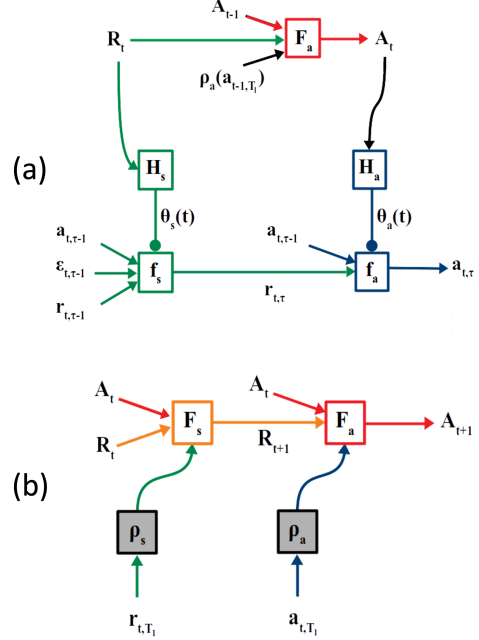 A_{t-1}
R_t
F_a
A_t
ρ_a(a_{t-1,T_1})
(a)
H_s
H_a
θ_s(t)
θ_a(t)
a_{t,τ-1}
a_{t,τ-1}
ε_{t,τ-1}
f_s
f_a
a_{t,τ}
r_{t,τ-1}
r_{t,τ}
A_t
A_t
F_s
F_a
A_{t+1}
R_t
R_{t+1}
(b)
ρ_s
ρ_a
r_{t,T_1}
a_{t,T_1}